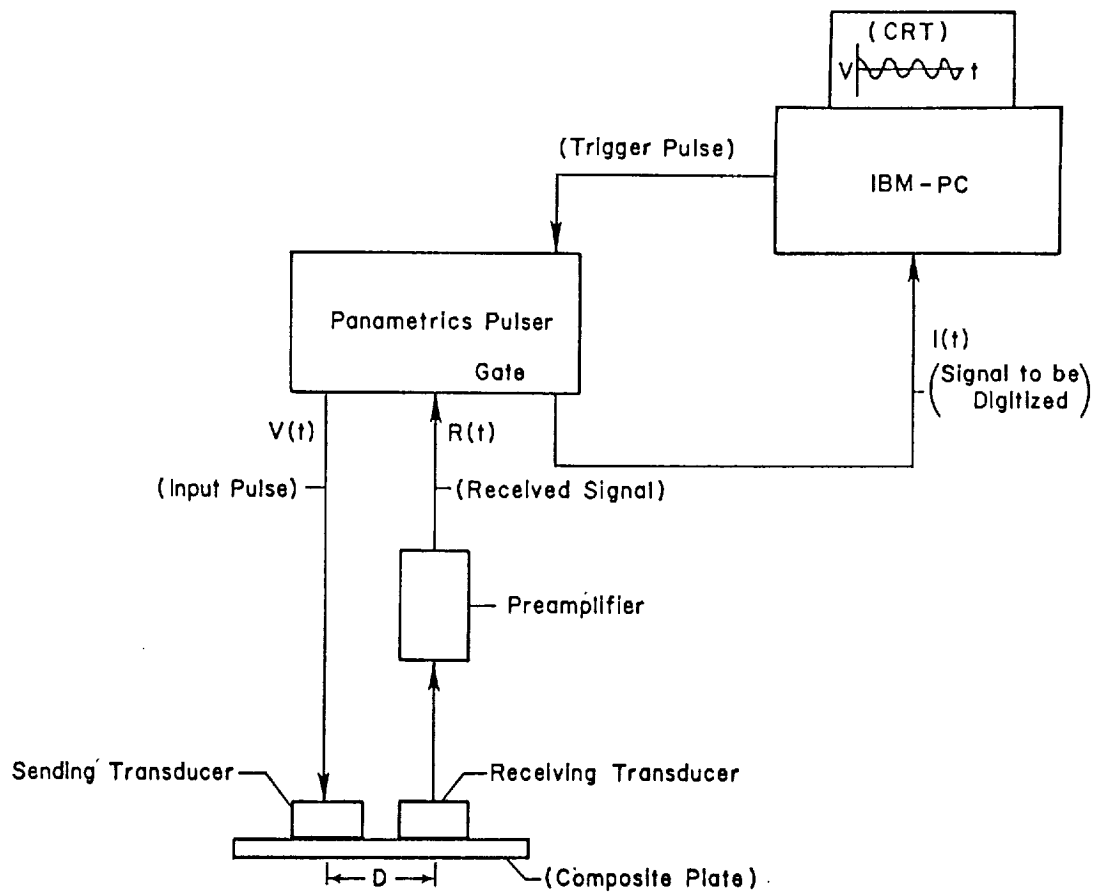 (CRT)
V t
(Trigger Pulse)
IBM-PC
Panametrics Pulser
Gate
I(t)
(Signal to be
Digitized)
V(t)
R(t)
(Input Pulse)
(Received Signal)
Preamplifier
Sending Transducer
Receiving Transducer
D
(Composite Plate)